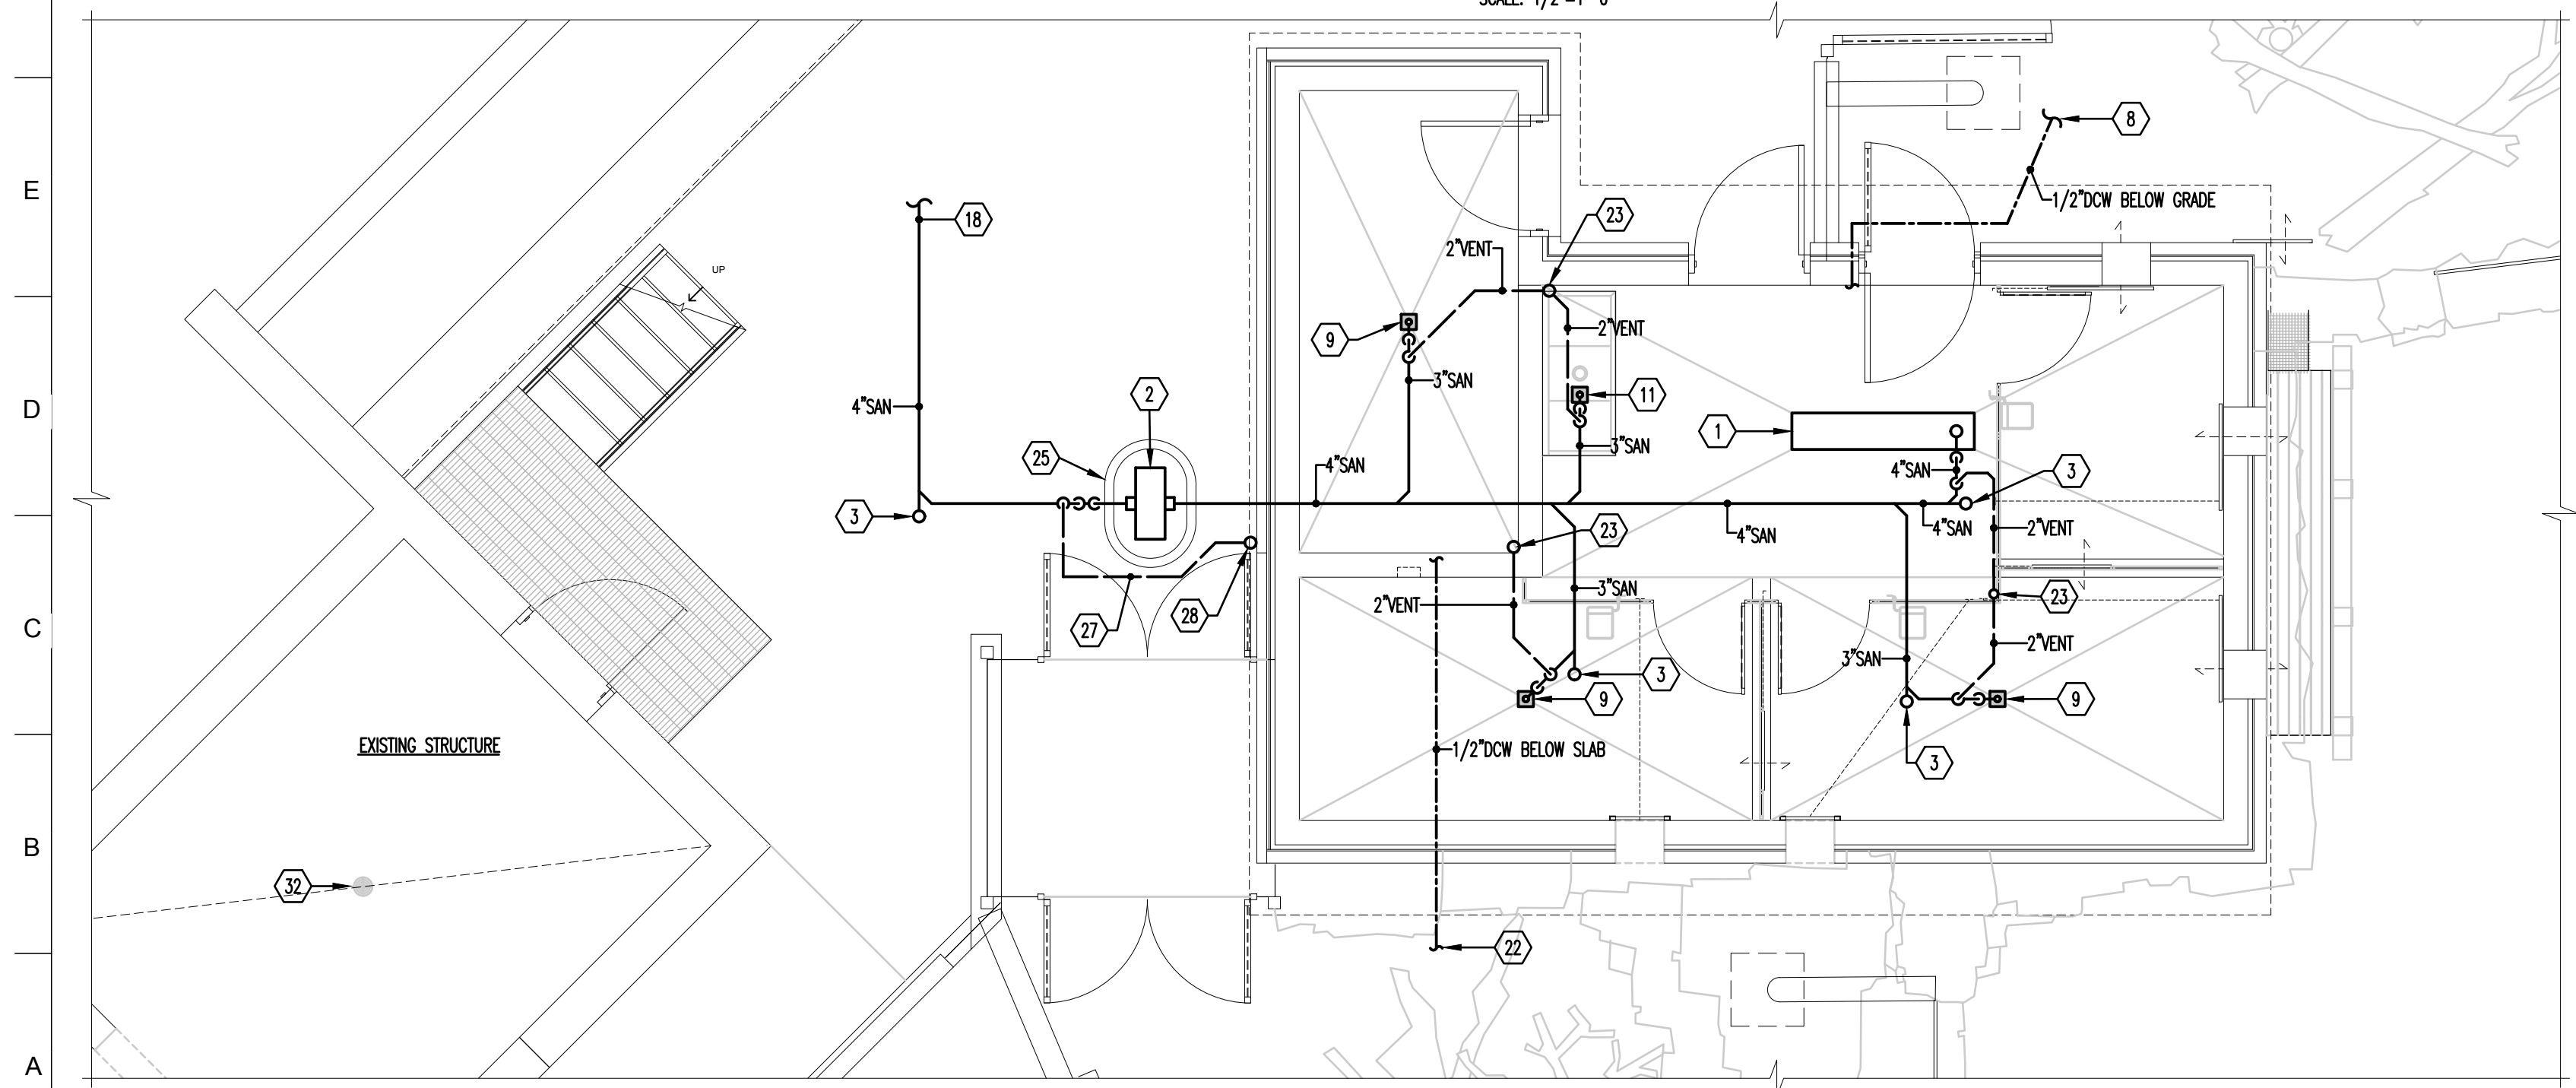 SCALE: 1/2"=1'-0"
E
D
C
B
A
8
1/2"DCW BELOW GRADE
18
23
2"VENT
UP
2"VENT
9
3"SAN
2
11
4"SAN
1
3"SAN
25
4"SAN
4"SAN
3
3
23
4"SAN
4"SAN
2"VENT
3"SAN
2"VENT
23
28
27
2"VENT
3"SAN
3
9
9
EXISTING STRUCTURE
1/2"DCW BELOW SLAB
3
32
22